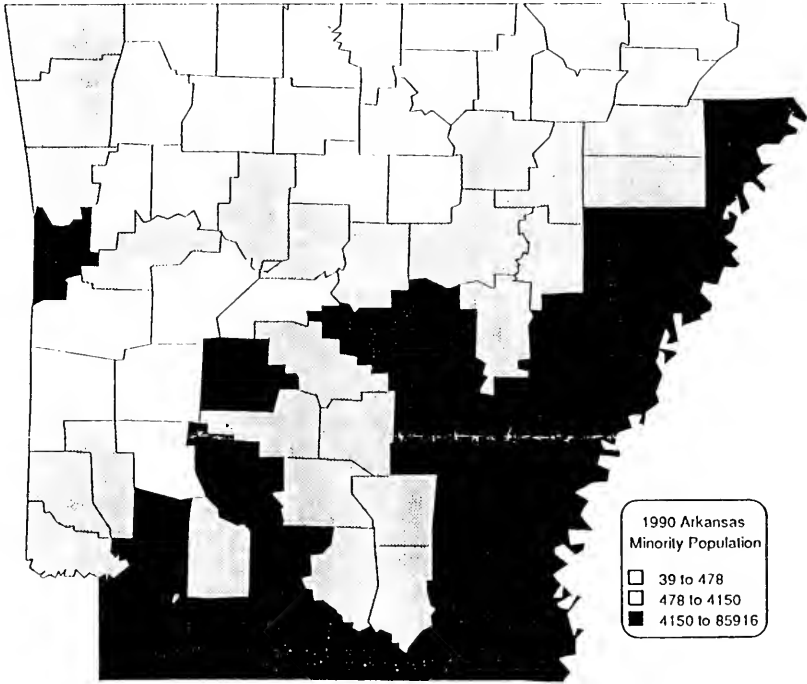 1990 Arkansas
Minority Population
39 to 478
478 to 4150
4150 to 85916